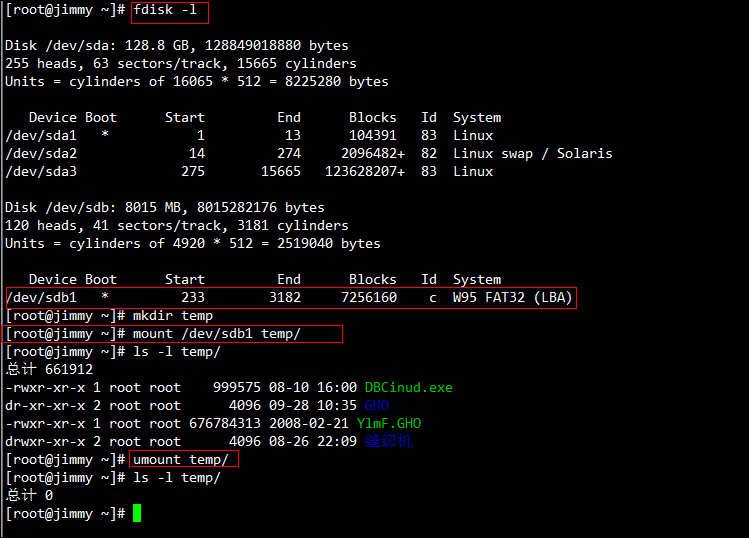 [root@jimmy ~]# fdisk -l
Disk /dev/sda: 128.8 GB, 128849018880 bytes
255 heads, 63 sectors/track, 15665 cylinders
Units = cylinders of 16065 * 512 = 8225280 bytes
Device Boot Start End Blocks Id System
/dev/sda1 * 1 13 104391 83 Linux
/dev/sda2 14 274 2096482+ 82 Linux swap / Solaris
/dev/sda3 275 15665 123628207+ 83 Linux
Disk /dev/sdb: 8015 MB, 8015282176 bytes
120 heads, 41 sectors/track, 3181 cylinders
Units = cylinders of 4920 * 512 = 2519040 bytes
Device Boot Start End Blocks Id System
/dev/sdb1 * 233 3182 7256160 c W95 FAT32 (LBA)
[root@jimmy ~]# mkdir temp
[root@jimmy ~]# mount /dev/sdb1 temp/
[root@jimmy ~]# ls -l temp/
总计 661912
-rwxr-xr-x 1 root root 999575 08-10 16:00 DBCinud.exe
dr-xr-xr-x 2 root root 4096 09-28 10:35 GHO
-rwxr-xr-x 1 root root 676784313 2008-02-21 YlmF.GHO
drwxr-xr-x 2 root root 4096 08-26 22:09
[root@jimmy ~]# umount temp/
[root@jimmy ~]# ls -l temp/
总计 0
[root@jimmy ~]#